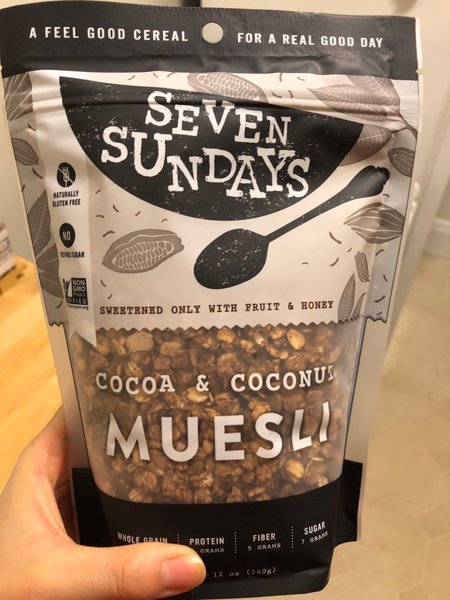 A FEEL GOOD CEREAL FOR A REAL GOOD DAY
SEVEN
SUNDAYS
NATURALLY
GLUTEN FREE
NO
REFINED SUGAR
NON
GMO
Project
VERIFIED
SWEETENED ONLY WITH FRUIT & HONEY
COCOA & COCONUT
MUESLI
WHOLE GRAIN PROTEIN FIBER SUGAR
GRAMS 5 GRAMS 7 GRAMS
12 oz (340g)